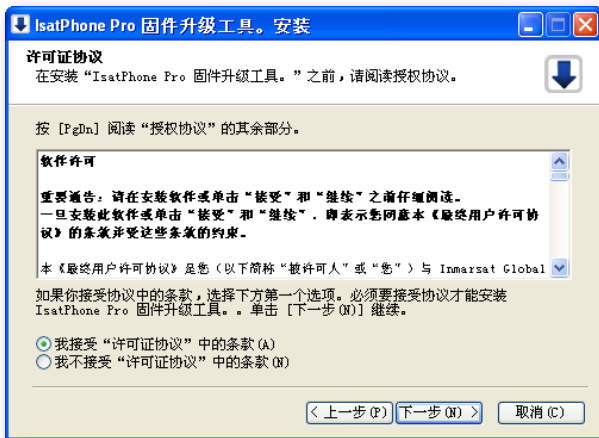 IsatPhone Pro 固件升级工具。安装
许可证协议
在安装“IsatPhone Pro 固件升级工具。”之前,请阅读授权协议。
按 [PgDn] 阅读“授权协议”的其余部分。
软件许可
重要通告:请在安装软件或单击“接受”和“继续”之前仔细阅读。
一旦安装此软件或单击“接受”和“继续”,即表示您同意本《最终用户许可协
议》的条款并受这些条款的约束。
本《最终用户许可协议》是您(以下简称“被许可人”或“您”)与 Inmarsat Global
如果你接受协议中的条款,选择下方第一个选项。必须要接受协议才能安装
IsatPhone Pro 固件升级工具。。单击 [下一步(N)] 继续。
我接受“许可证协议”中的条款(A)
我不接受“许可证协议”中的条款(N)
< 上一步(P) 下一步(N) > 取消(C)